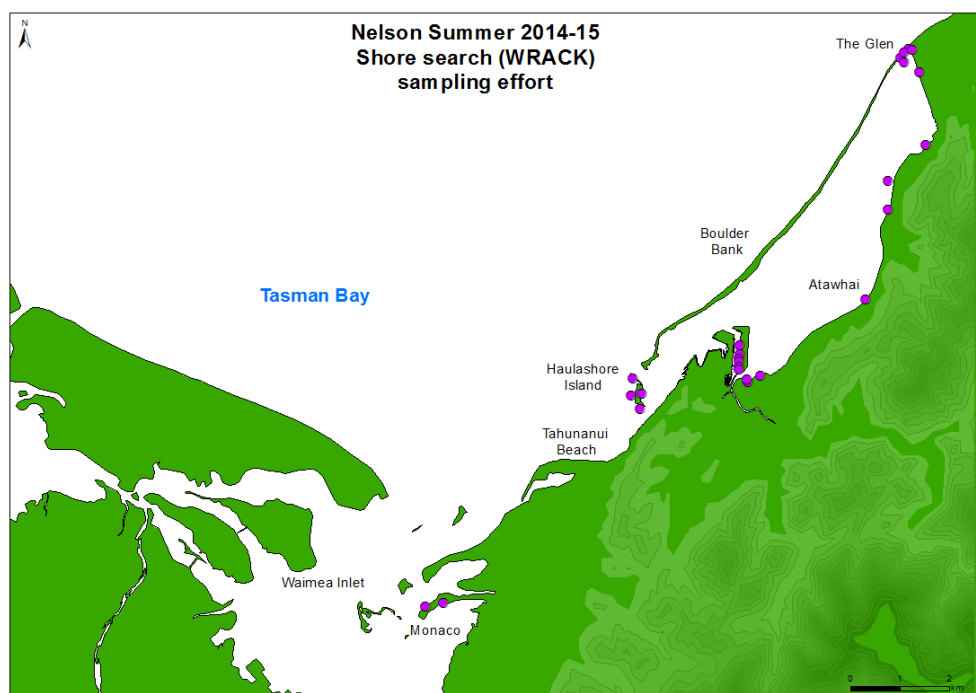 N
Nelson Summer 2014-15
Shore search (WRACK)
sampling effort
The Glen
Boulder
Bank
Atawhai
Tasman Bay
Haulashore
Island
Tahunanui
Beach
Waimea Inlet
Monaco
0 1 2
km